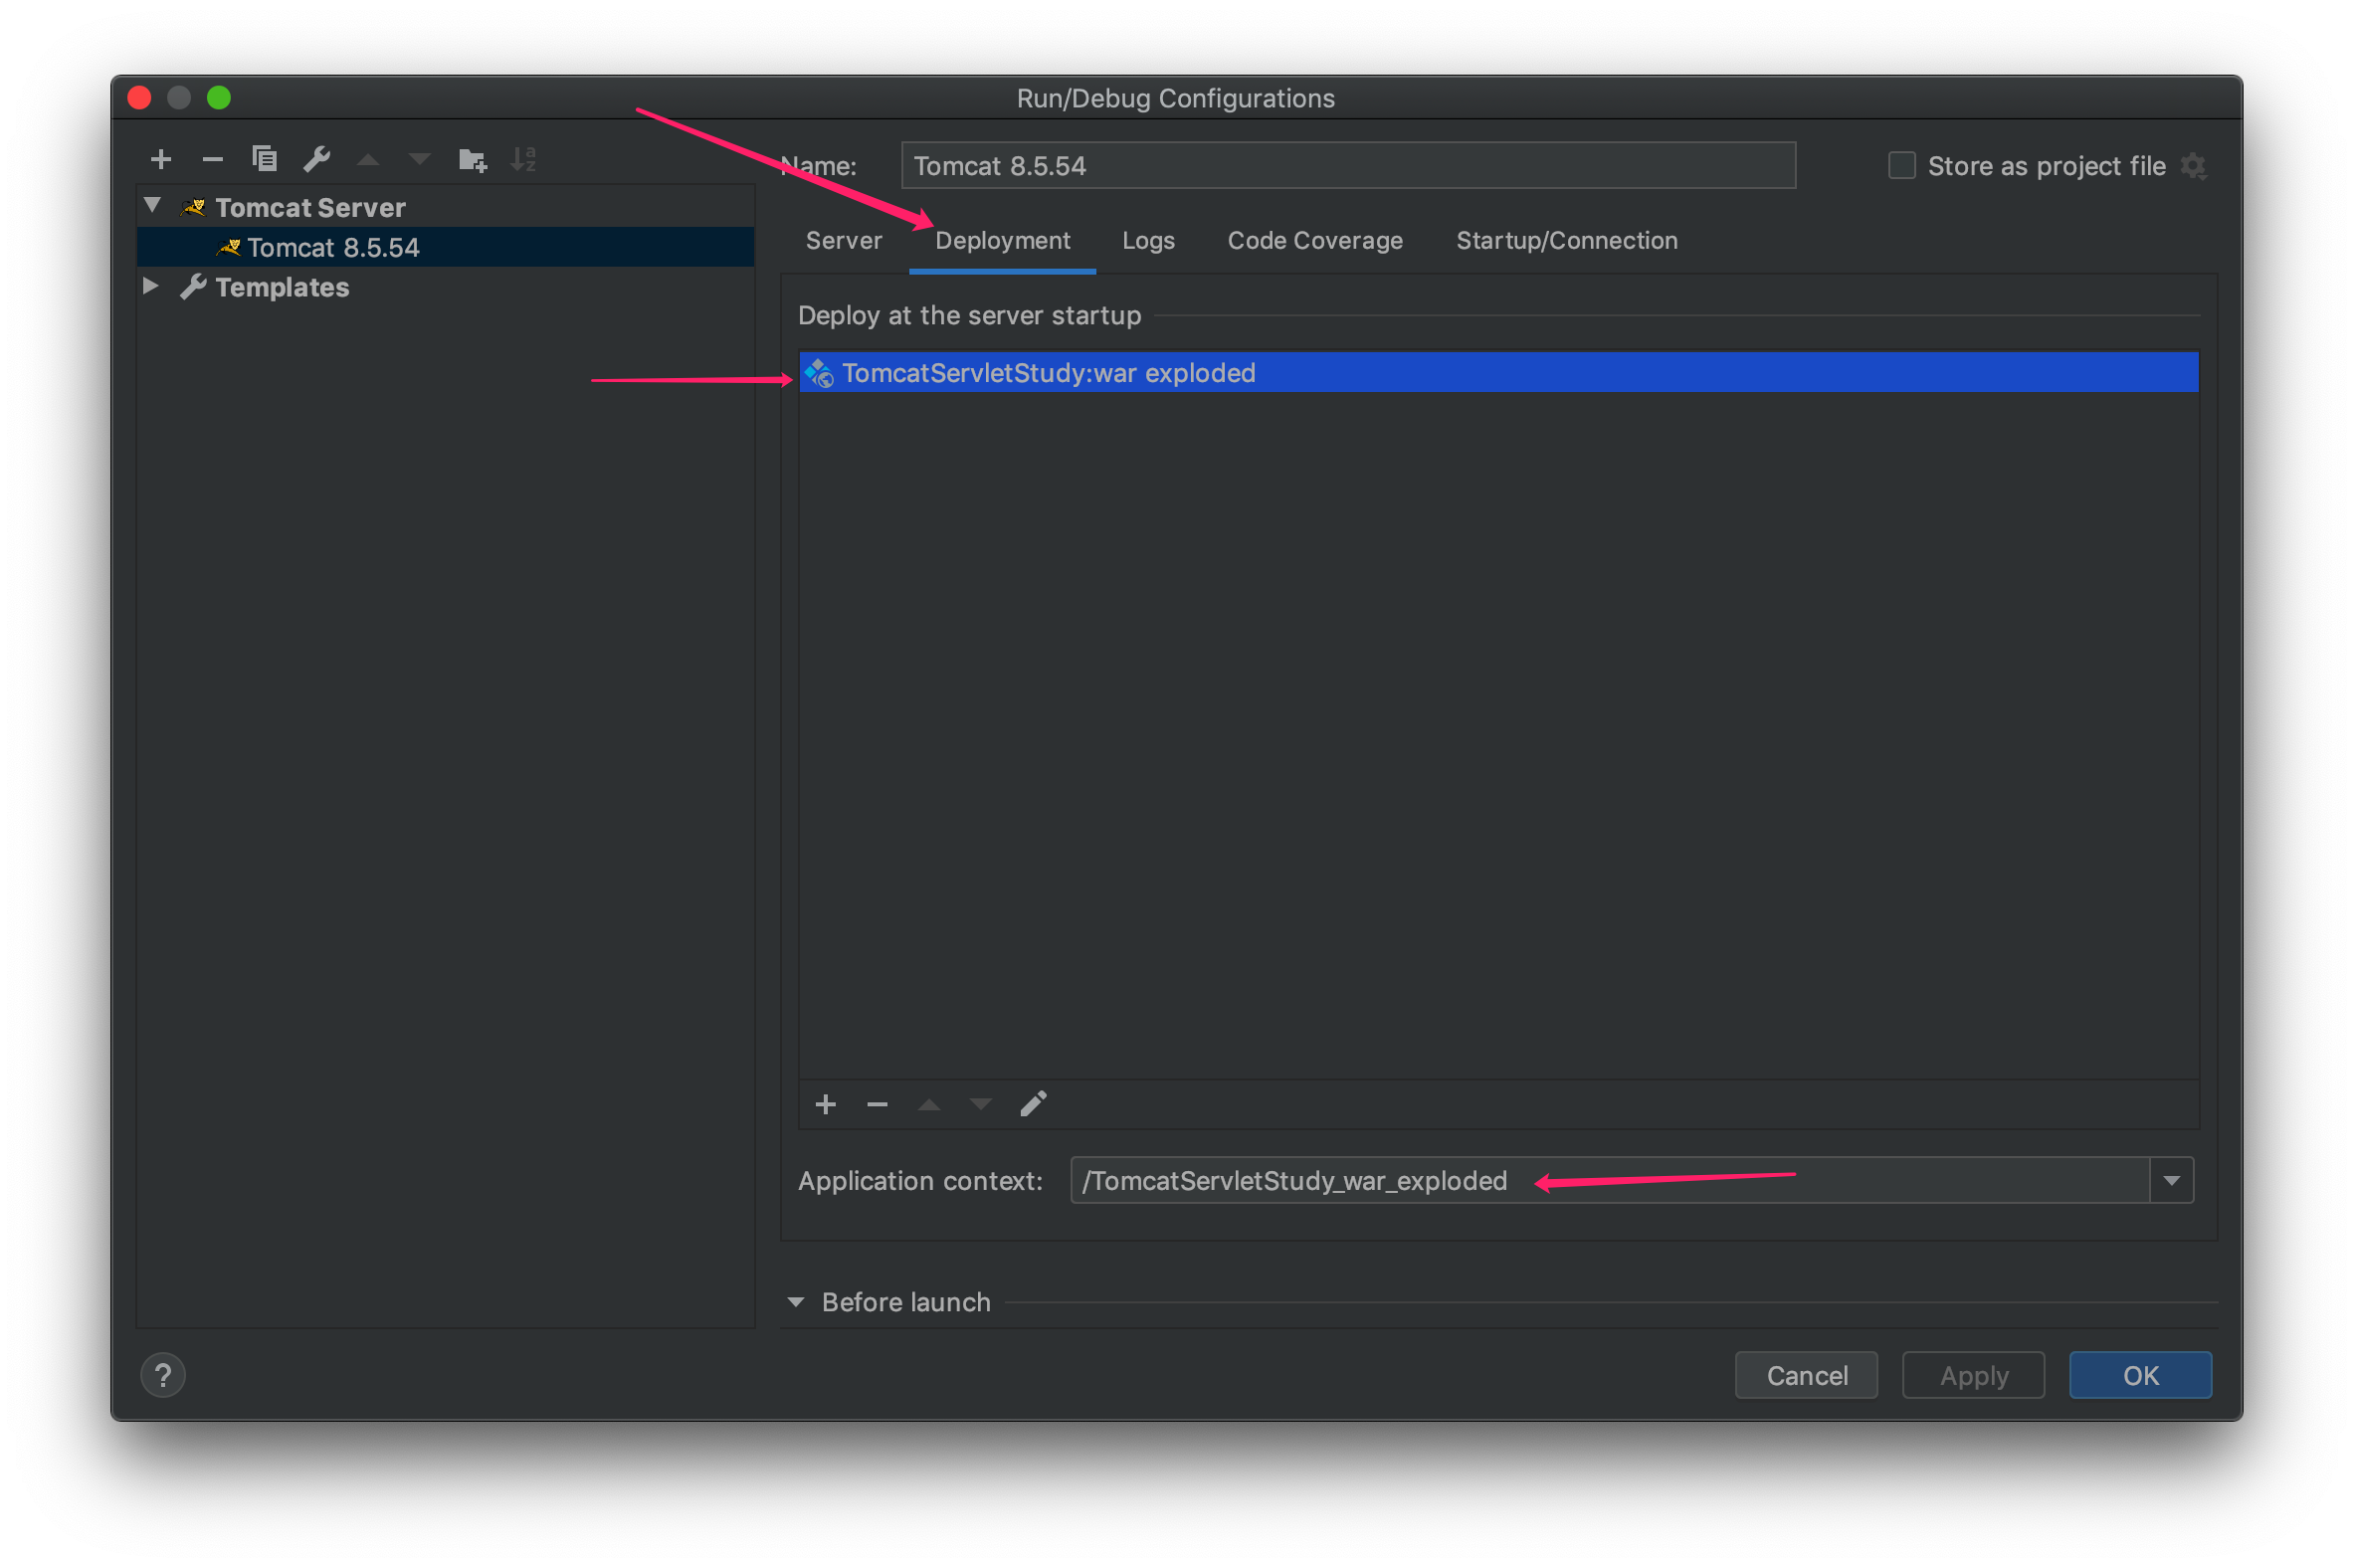 Run/Debug Configurations
Name: Tomcat 8.5.54 Store as project file
Tomcat Server
Tomcat 8.5.54
Templates
Server Deployment Logs Code Coverage Startup/Connection
Deploy at the server startup
TomcatServletStudy:war exploded
Application context: /TomcatServletStudy_war_exploded
Before launch
? Cancel Apply OK